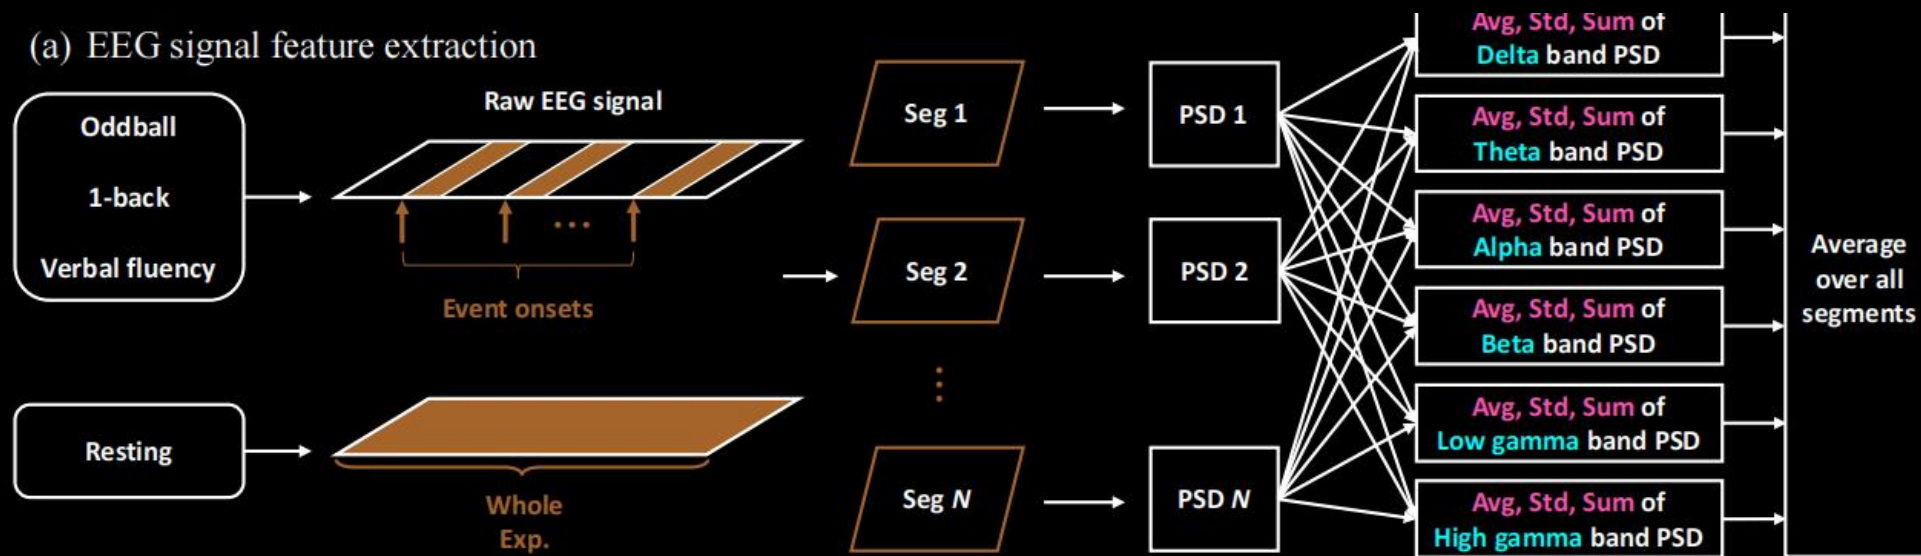 (a) EEG signal feature extraction
Oddball
1-back
Verbal fluency
Raw EEG signal
...
Event onsets
Resting
Whole
Exp.
Seg 1
Seg 2
Seg N
PSD 1
PSD 2
PSD N
Avg, Std, Sum of
Delta band PSD
Avg, Std, Sum of
Theta band PSD
Avg, Std, Sum of
Alpha band PSD
Avg, Std, Sum of
Beta band PSD
Avg, Std, Sum of
Low gamma band PSD
Avg, Std, Sum of
High gamma band PSD
Average
over all
segments